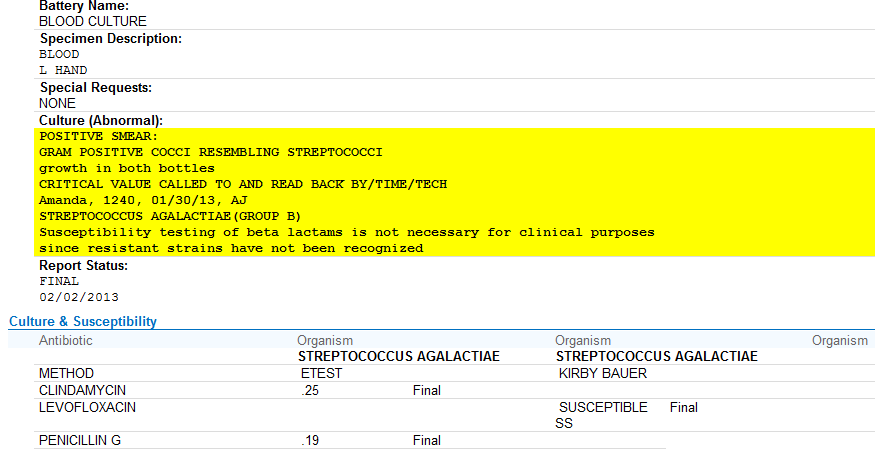 Battery Name:
BLOOD CULTURE
Specimen Description:
BLOOD
L HAND
Special Requests:
NONE
Culture (Abnormal):
POSITIVE SMEAR:
GRAM POSITIVE COCCI RESEMBLING STREPTOCOCCI
growth in both bottles
CRITICAL VALUE CALLED TO AND READ BACK BY/TIME/TECH
Amanda, 1240, 01/30/13, AJ
STREPTOCOCCUS AGALACTIAE(GROUP B)
Susceptibility testing of beta lactams is not necessary for clinical purposes
since resistant strains have not been recognized
Report Status:
FINAL
02/02/2013
Culture & Susceptibility
Antibiotic Organism Organism Organism
STREPTOCOCCUS AGALACTIAE STREPTOCOCCUS AGALACTIAE
METHOD ETEST KIRBY BAUER
CLINDAMYCIN .25 Final
LEVOFLOXACIN SUSCEPTIBLE Final
SS
PENICILLIN G .19 Final